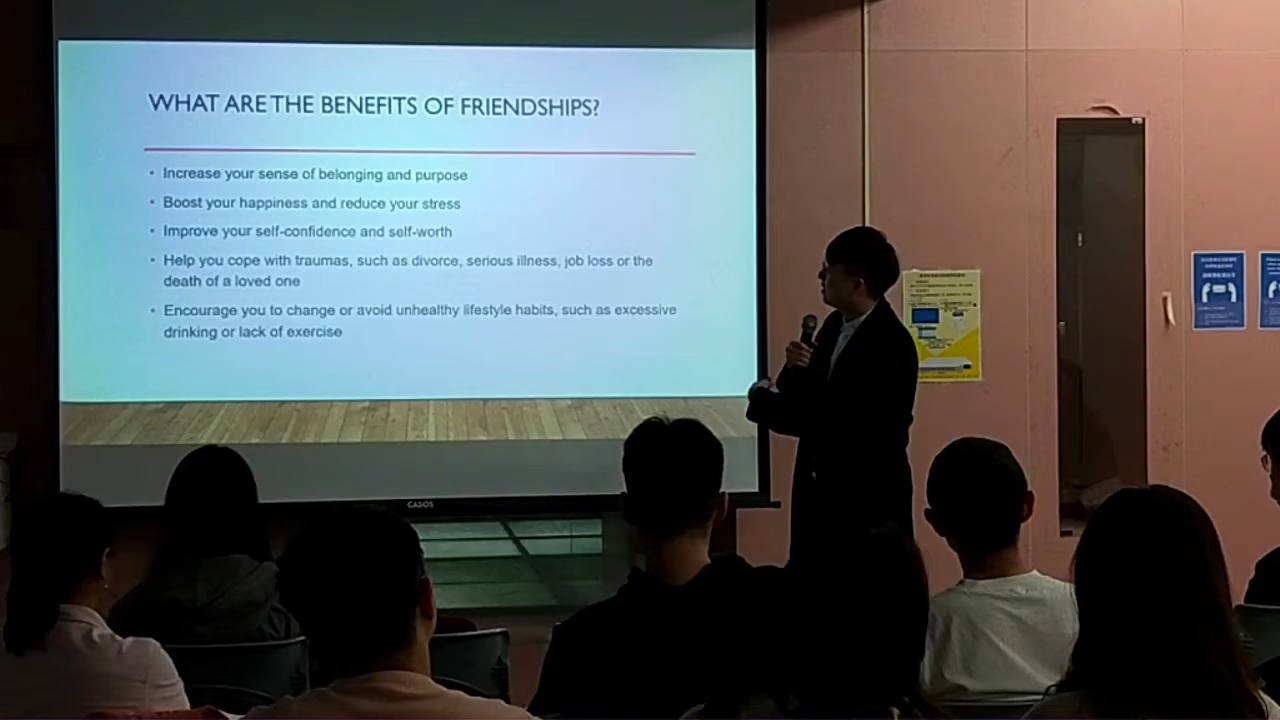 WHAT ARE THE BENEFITS OF FRIENDSHIPS?
• Increase your sense of belonging and purpose
• Boost your happiness and reduce your stress
• Improve your self-confidence and self-worth
• Help you cope with traumas, such as divorce, serious illness, job loss or the
death of a loved one
• Encourage you to change or avoid unhealthy lifestyle habits, such as excessive
drinking or lack of exercise
CASOS